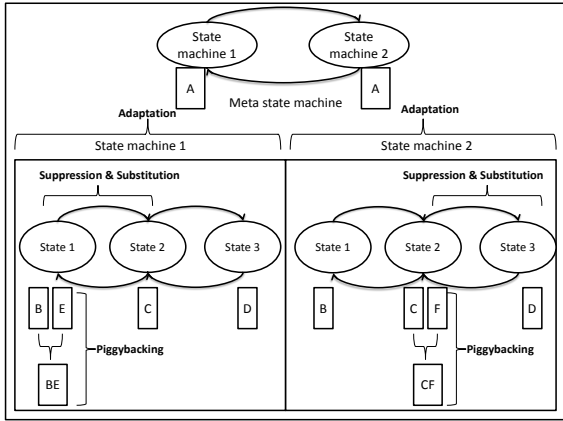 State
machine 1
State
machine 2
A
A
Meta state machine
Adaptation
Adaptation
State machine 1
State machine 2
Suppression & Substitution
State 1
State 2
State 3
B
E
C
D
Piggybacking
BE
Suppression & Substitution
State 1
State 2
State 3
B
C
F
D
Piggybacking
CF